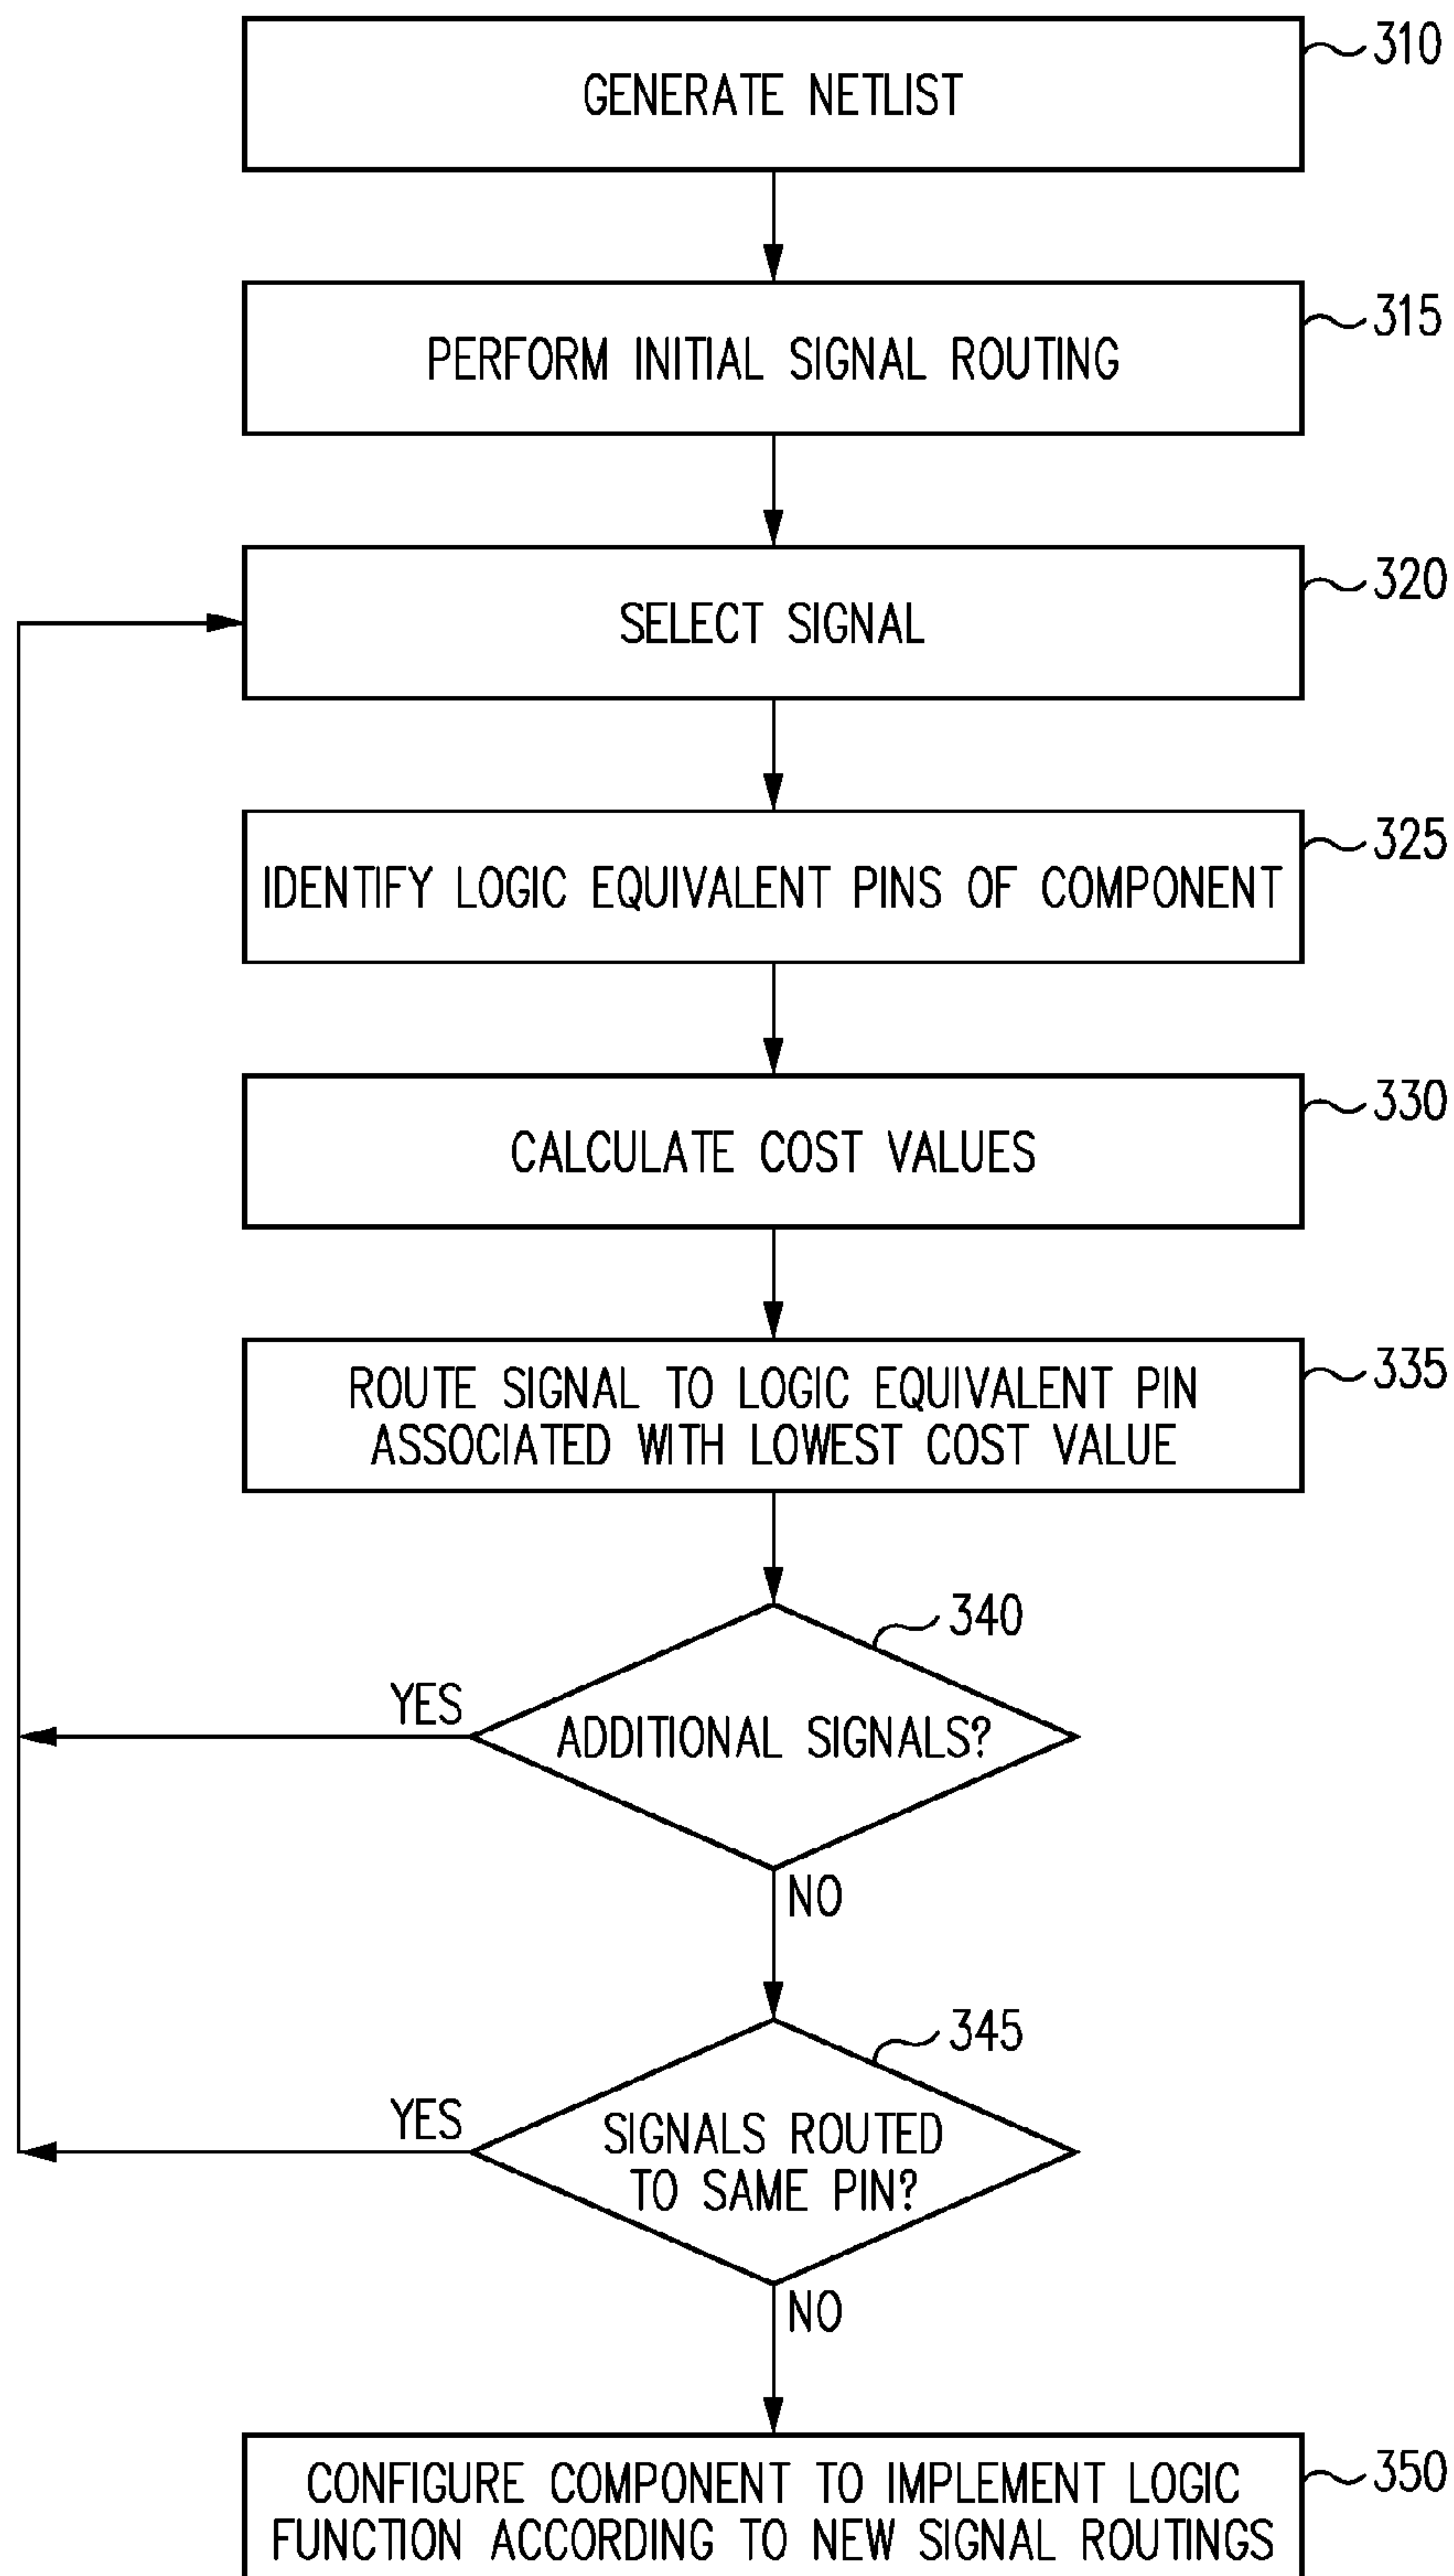 310
GENERATE NETLIST
315
PERFORM INITIAL SIGNAL ROUTING
320
SELECT SIGNAL
325
IDENTIFY LOGIC EQUIVALENT PINS OF COMPONENT
330
CALCULATE COST VALUES
335
ROUTE SIGNAL TO LOGIC EQUIVALENT PIN
ASSOCIATED WITH LOWEST COST VALUE
340
YES
ADDITIONAL SIGNALS?
NO
345
YES
SIGNALS ROUTED
TO SAME PIN?
NO
350
CONFIGURE COMPONENT TO IMPLEMENT LOGIC
FUNCTION ACCORDING TO NEW SIGNAL ROUTINGS